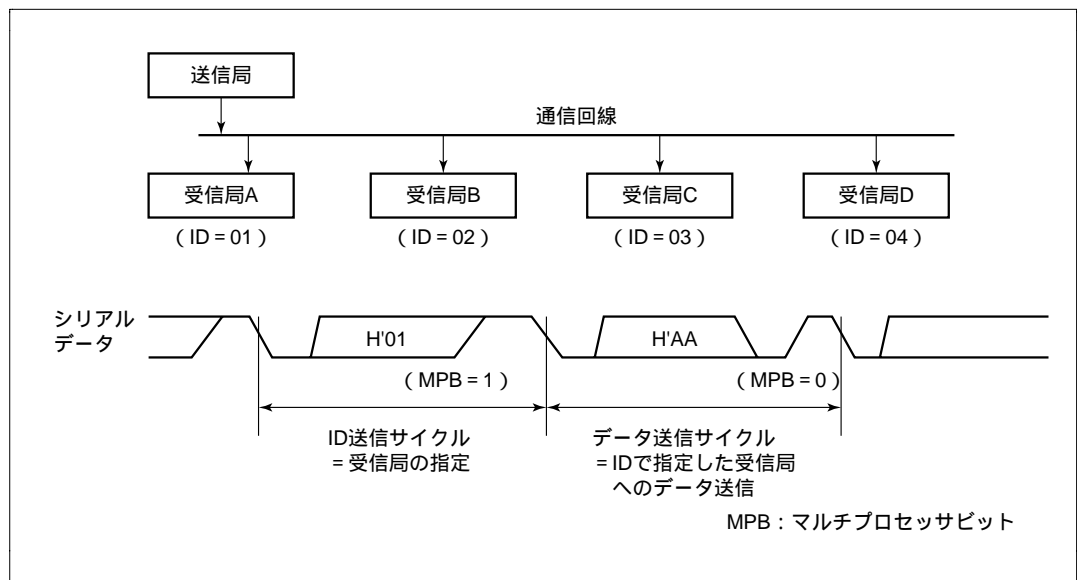 送信局
通信回線
受信局A 受信局B 受信局C 受信局D
(ID=01) (ID=02) (ID=03) (ID=04)
シリアル
データ
H'01 H'AA
(MPB=1) (MPB=0)
ID送信サイクル
=受信局の指定
データ送信サイクル
=IDで指定した受信局
へのデータ送信
MPB:マルチプロセッサビット